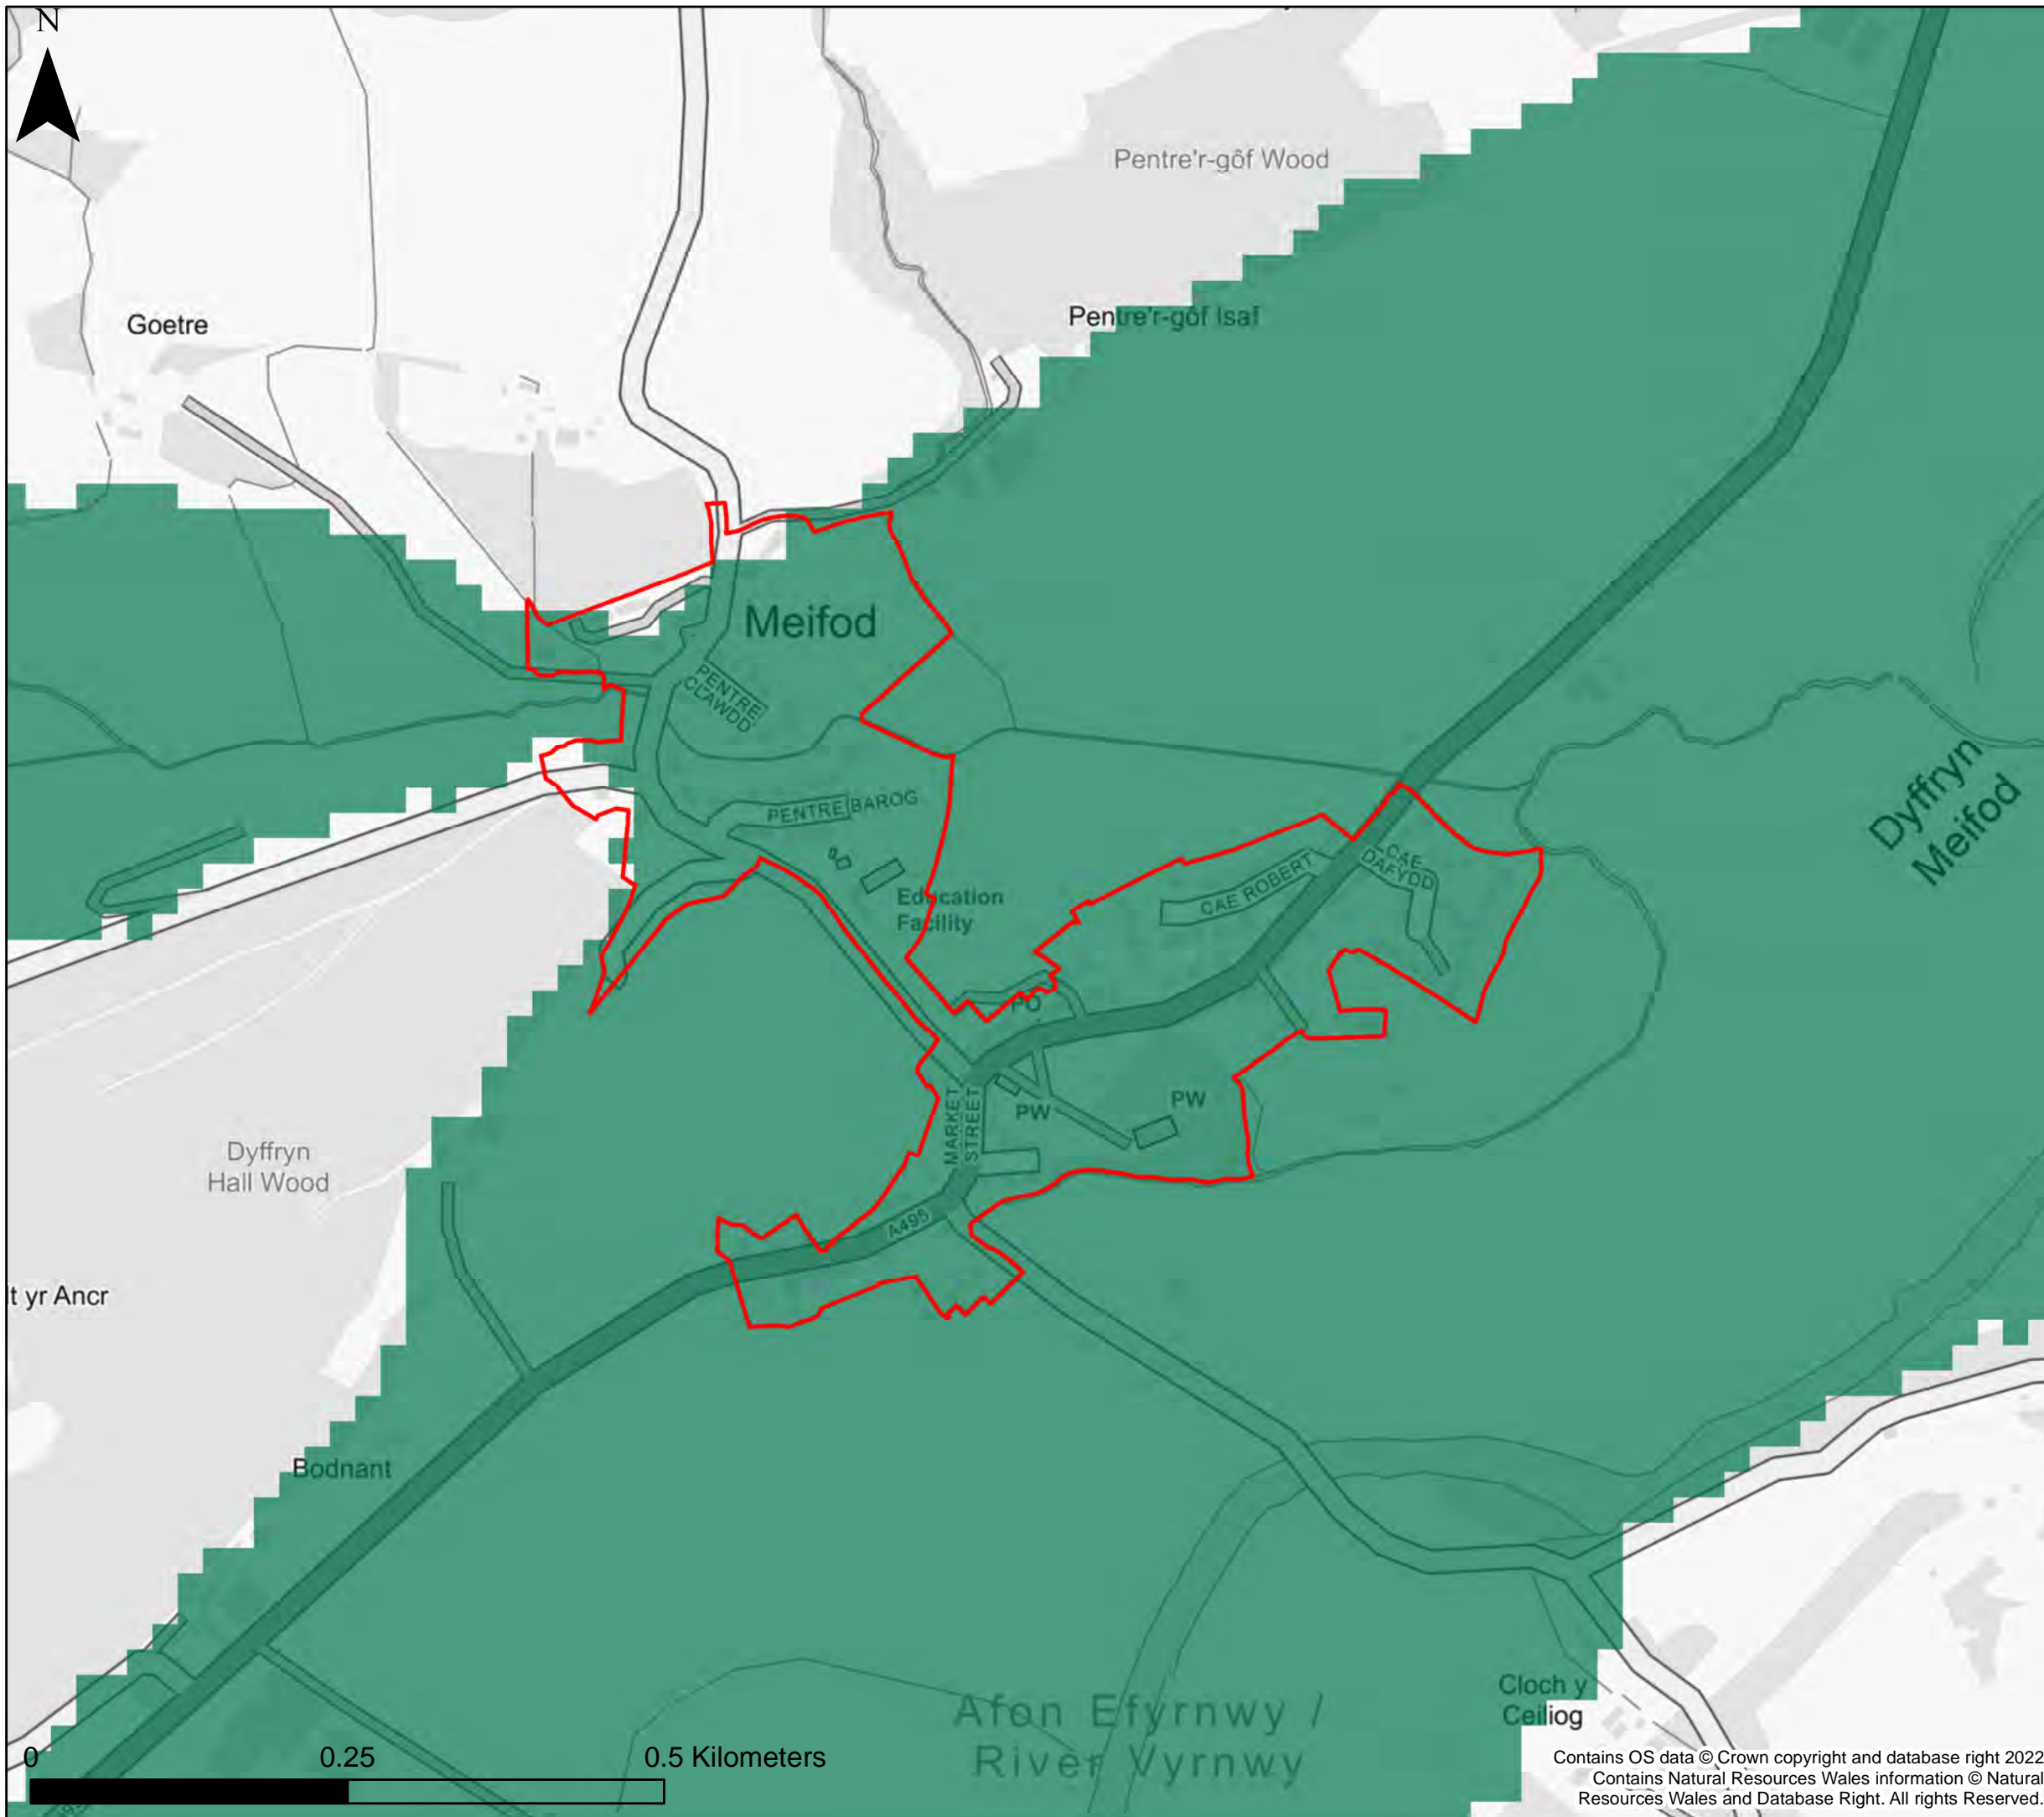 N
Pentre'r-gôf Wood
Goetre
Pentre'r-gôf Isaf
Meifod
PENTRE
CLAWDD
Dyffryn
Meifod
PENTRE BAROG
CAE
DAFYDD
CAE ROBERT
Education
Facility
PO
MARKET
STREET
PW
PW
Dyffryn
Hall Wood
A495
lt yr Ancr
Bodnant
Cloch y
Ceiliog
Afon Efyrnwy /
River Vyrnwy
0
0.25
0.5 Kilometers
Contains OS data © Crown copyright and database right 2022
Contains Natural Resources Wales information © Natural
Resources Wales and Database Right. All rights Reserved.